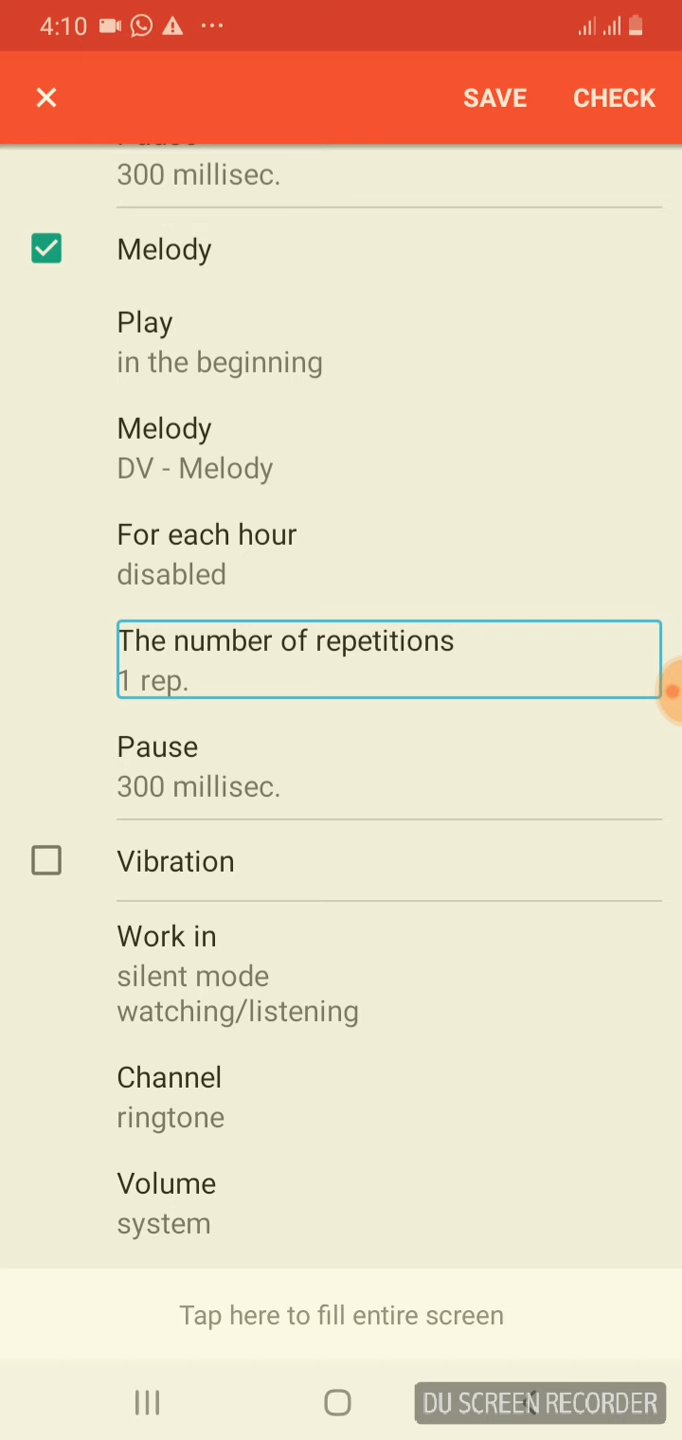 4:10
SAVE CHECK
300 millisec.
Melody
Play
in the beginning
Melody
DV - Melody
For each hour
disabled
The number of repetitions
1 rep.
Pause
300 millisec.
Vibration
Work in
silent mode
watching/listening
Channel
ringtone
Volume
system
Tap here to fill entire screen
DU SCREEN RECORDER